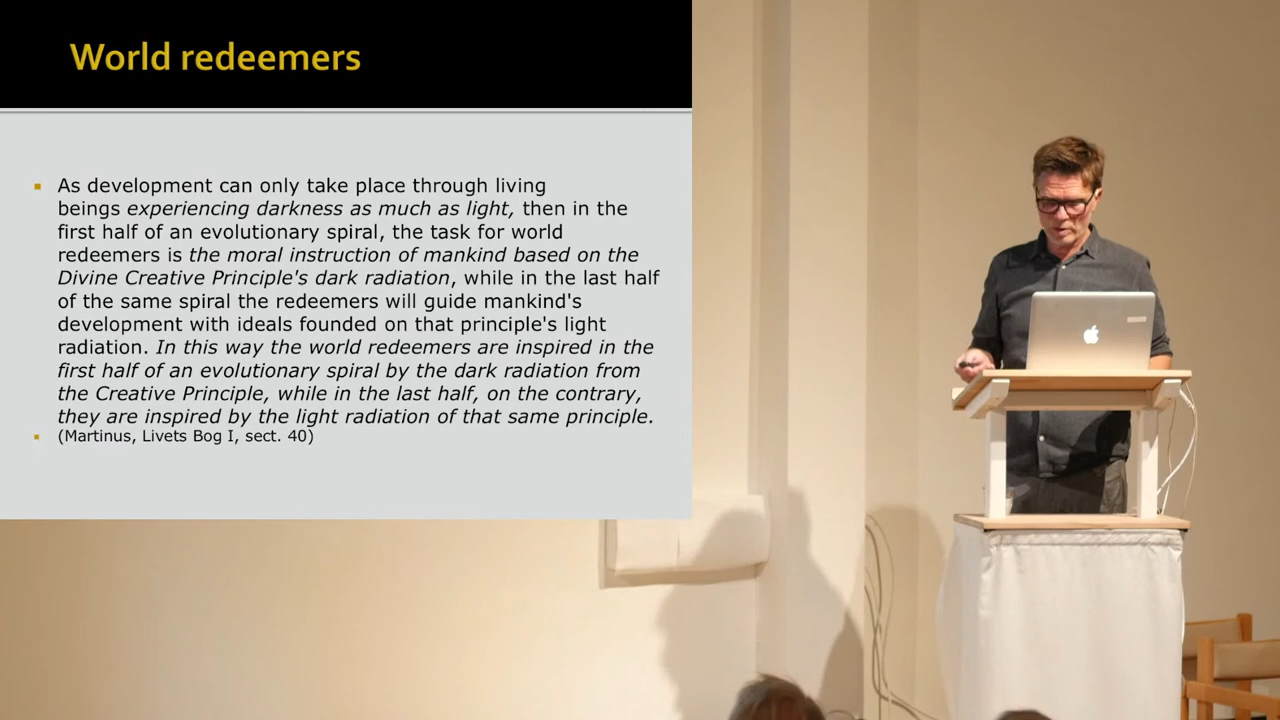 World redeemers
As development can only take place through living
beings experiencing darkness as much as light, then in the
first half of an evolutionary spiral, the task for world
redeemers is the moral instruction of mankind based on the
Divine Creative Principle's dark radiation, while in the last half
of the same spiral the redeemers will guide mankind's
development with ideals founded on that principle's light
radiation. In this way the world redeemers are inspired in the
first half of an evolutionary spiral by the dark radiation from
the Creative Principle, while in the last half, on the contrary,
they are inspired by the light radiation of that same principle.
(Martinus, Livets Bog I, sect. 40)